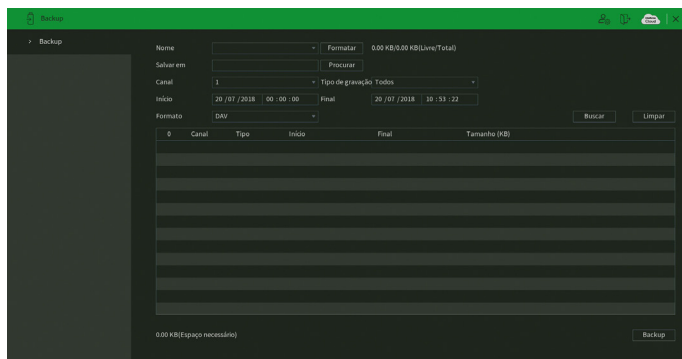 Backup
> Backup
Nome Formatar 0.00 KB/0.00 KB(Livre/Total)
Salvar em Procurar
Canal 1 Tipo de gravação Todos
Início 20 /07 /2018 00 : 00 : 00 Final 20 /07 /2018 10 : 53 : 22
Formato DAV Buscar Limpar
0 Canal Tipo Início Final Tamanho (KB)
0.00 KB(Espaço necessário) Backup